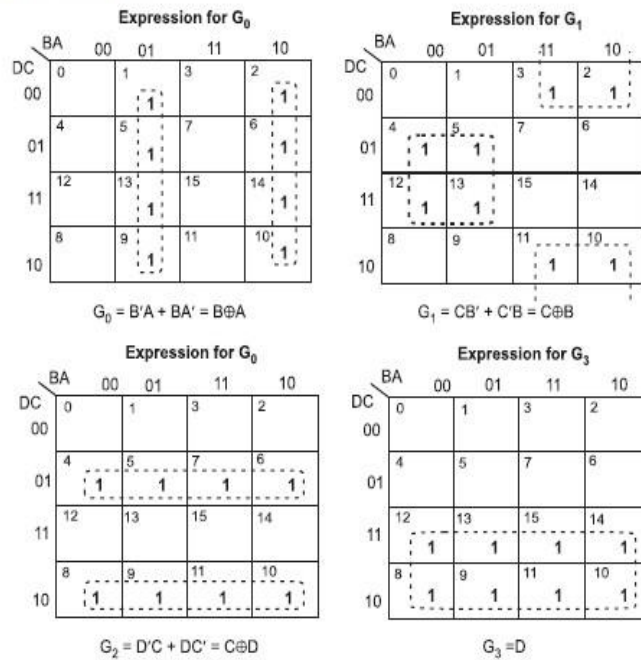 Expression for G₀
BA 00 01 11 10
DC 0 1 3 2
00 1 1
4 5 7 6
01 1 1
12 13 15 14
11 1 1
8 9 11 10
10 1 1
G₀ = B′A + BA′ = B⊕A
Expression for G₁
BA 00 01 11 10
DC 0 1 3 2
00 1 1
4 5 7 6
01 1 1
12 13 15 14
11 1 1
8 9 11 10
10 1 1
G₁ = CB′ + C′B = C⊕B
Expression for G₀
BA 00 01 11 10
DC 0 1 3 2
00
4 5 7 6
01 1 1 1 1
12 13 15 14
11
8 9 11 10
10 1 1 1 1
G₂ = D′C + DC′ = C⊕D
Expression for G₃
BA 00 01 11 10
DC 0 1 3 2
00
4 5 7 6
01
12 13 15 14
11 1 1 1 1
8 9 11 10
10 1 1 1 1
G₃ =D